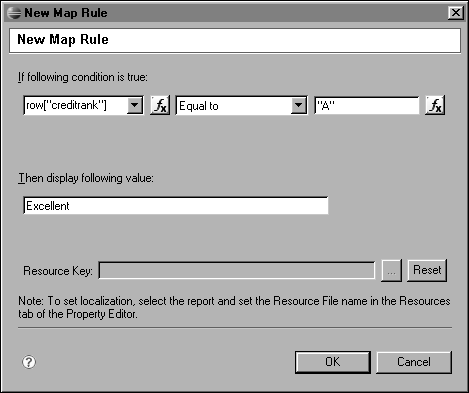 New Map Rule
New Map Rule
If following condition is true:
row["creditrank"] fx Equal to "A" fx
Then display following value:
Excellent
Resource Key: ... Reset
Note: To set localization, select the report and set the Resource File name in the Resources
tab of the Property Editor.
? OK Cancel